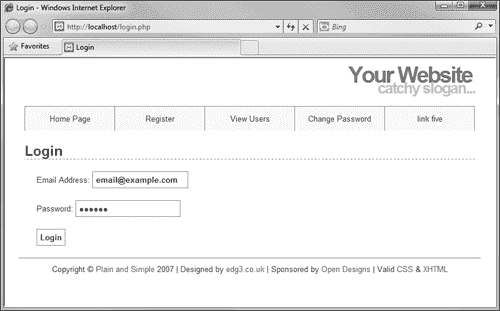 Login - Windows Internet Explorer
http://localhost/login.php
Bing
Favorites
Login
Your Website
catchy slogan...
Home Page
Register
View Users
Change Password
link five
Login
Email Address: email@example.com
Password: ••••••
Login
Copyright © Plain and Simple 2007 | Designed by edg3.co.uk | Sponsored by Open Designs | Valid CSS & XHTML